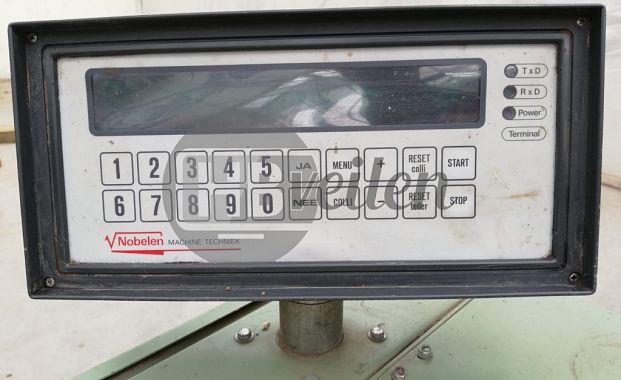 TxD
RxD
Power
Terminal
1 2 3 4 5 JA MENU + RESET colli START
6 7 8 9 0 NEE COLLI - RESET teller STOP
veilen
Nobelen MACHINE TECHNIEK